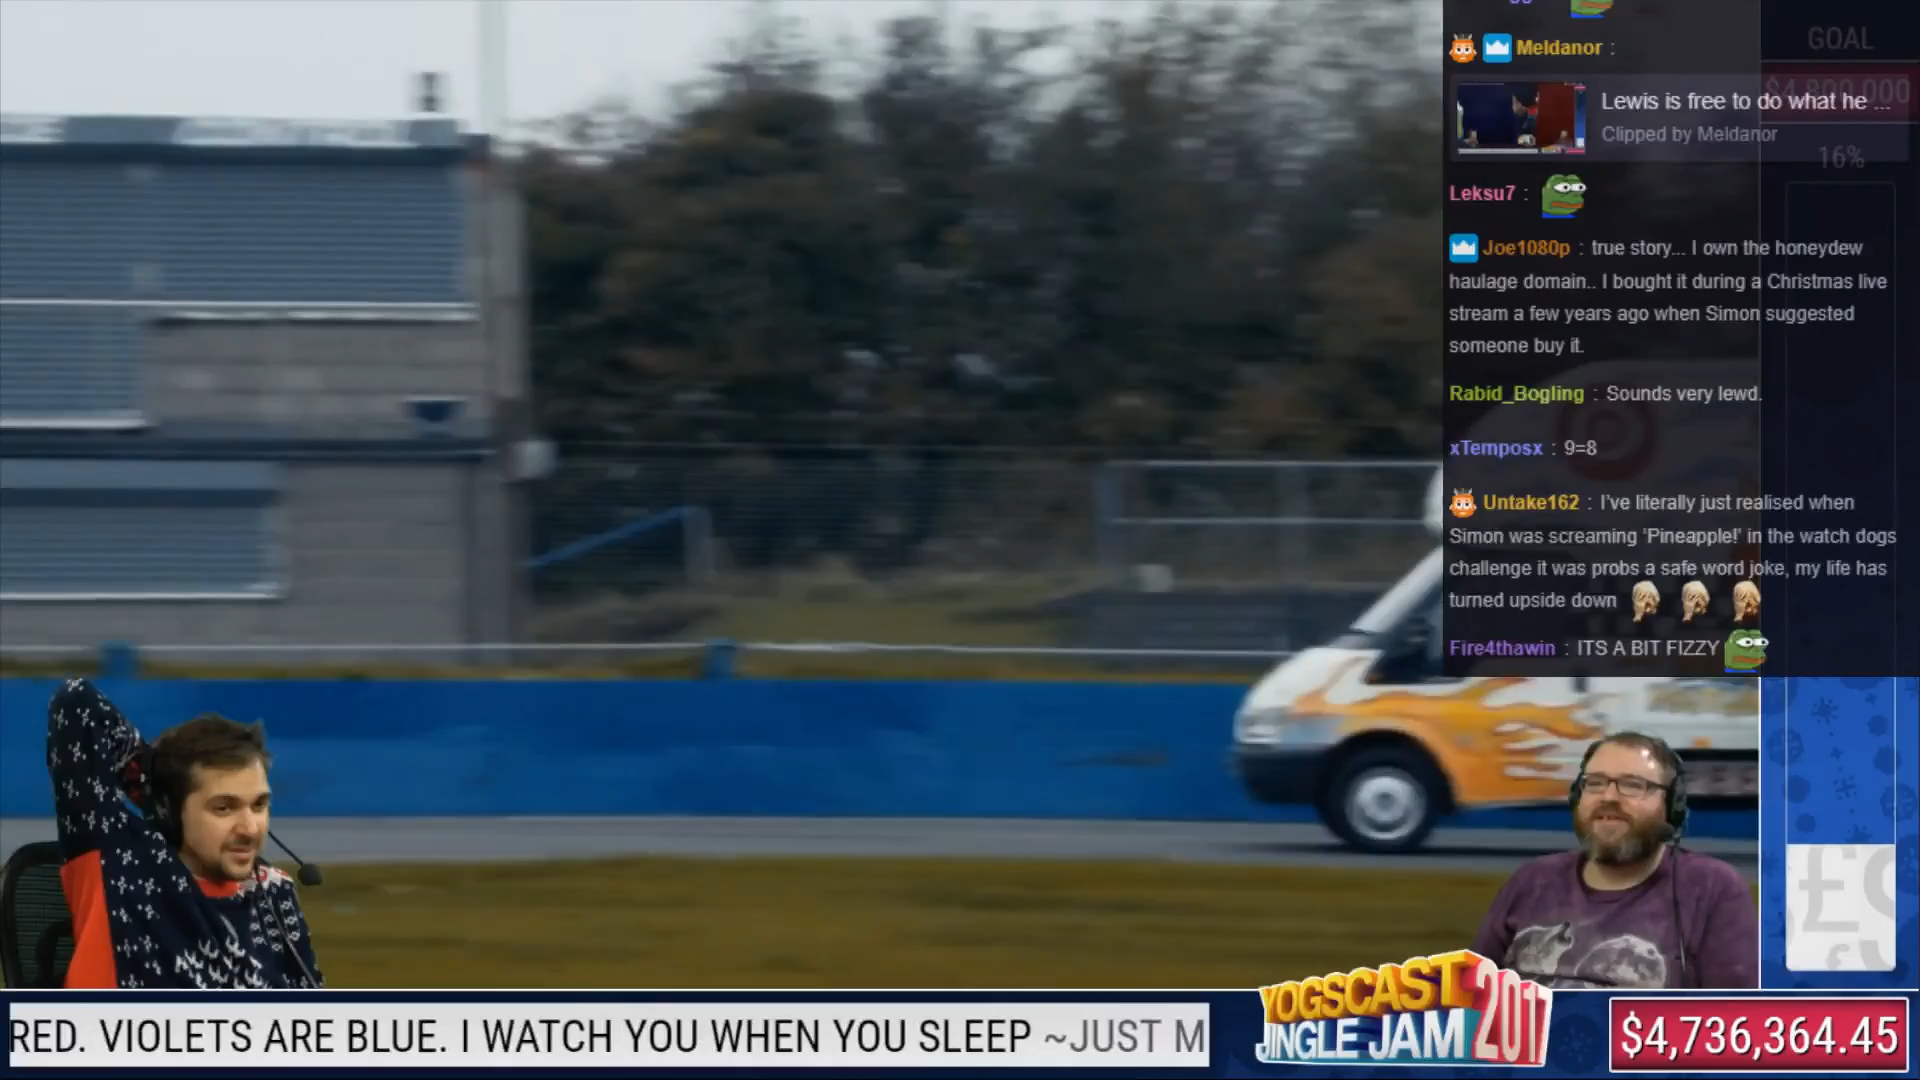 GOAL
$4,800,000
16%
Meldanor :
Lewis is free to do what he ...
Clipped by Meldanor
Leksu7 :
Joe1080p : true story... I own the honeydew
haulage domain.. I bought it during a Christmas live
stream a few years ago when Simon suggested
someone buy it.
Rabid_Bogling : Sounds very lewd.
xTemposx : 9=8
Untake162 : I've literally just realised when
Simon was screaming 'Pineapple!' in the watch dogs
challenge it was probs a safe word joke, my life has
turned upside down
Fire4thawin : ITS A BIT FIZZY
RED. VIOLETS ARE BLUE. I WATCH YOU WHEN YOU SLEEP ~JUST M
YOGSCAST
JINGLE JAM 2017
$4,736,364.45